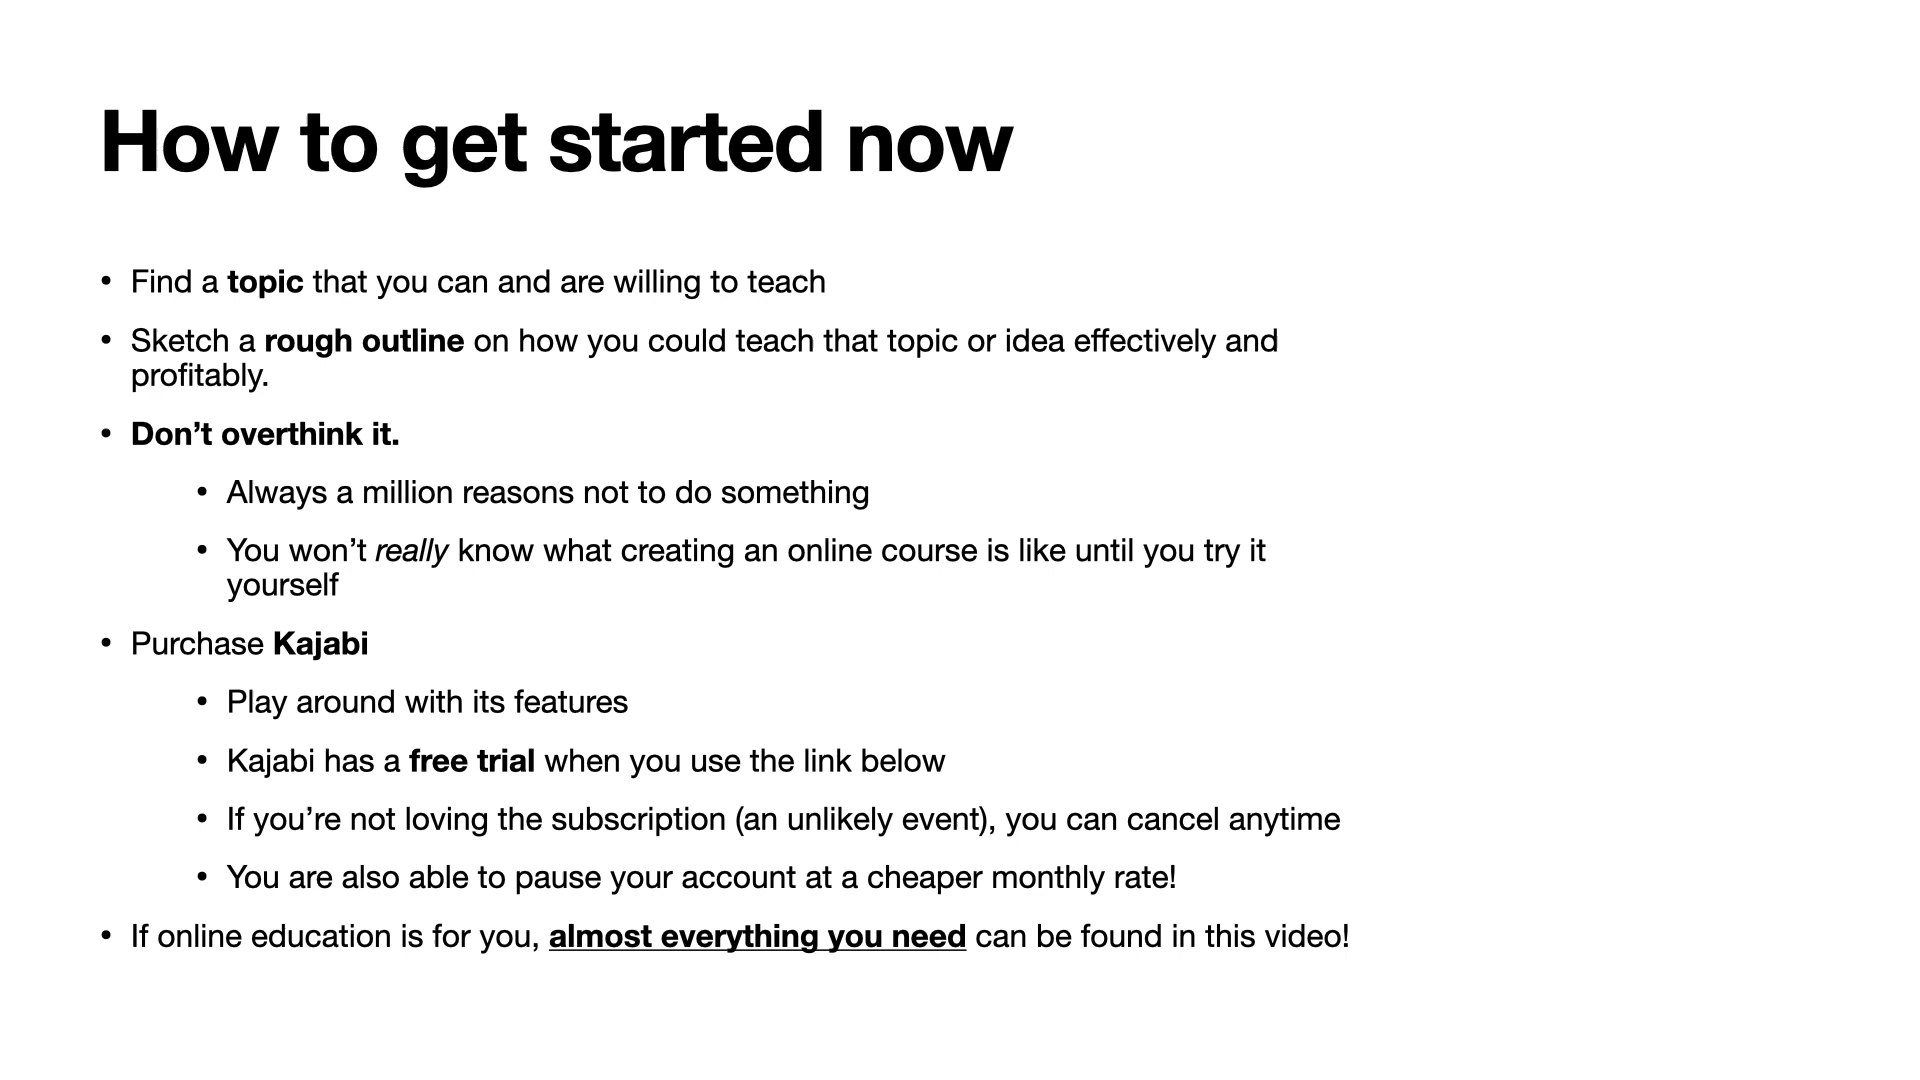 How to get started now
• Find a topic that you can and are willing to teach
• Sketch a rough outline on how you could teach that topic or idea effectively and
profitably.
• Don’t overthink it.
• Always a million reasons not to do something
• You won’t really know what creating an online course is like until you try it
yourself
• Purchase Kajabi
• Play around with its features
• Kajabi has a free trial when you use the link below
• If you’re not loving the subscription (an unlikely event), you can cancel anytime
• You are also able to pause your account at a cheaper monthly rate!
• If online education is for you, almost everything you need can be found in this video!